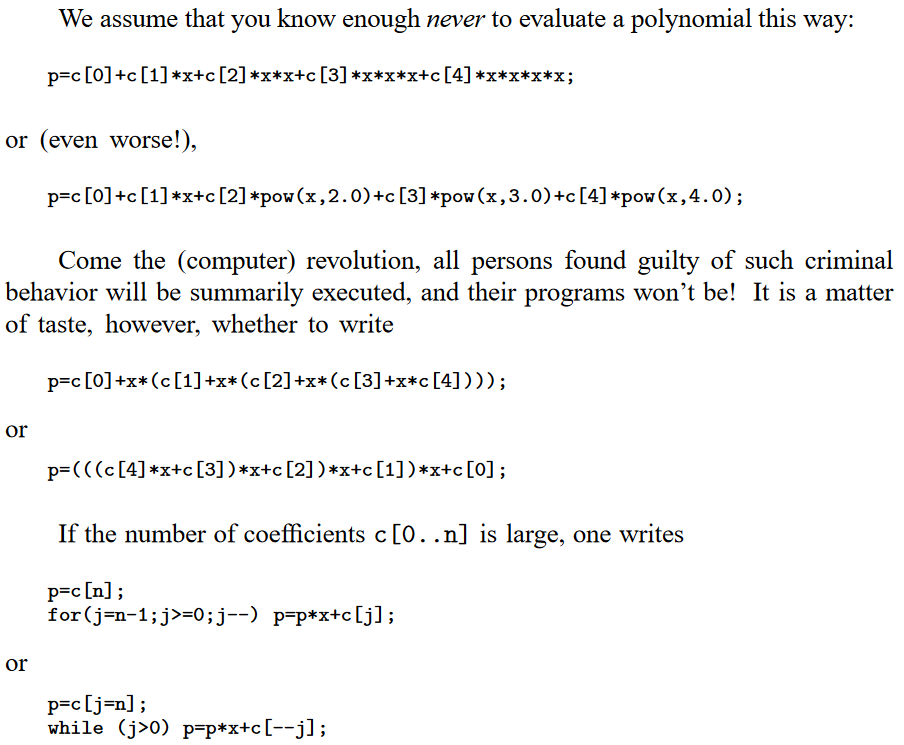 We assume that you know enough never to evaluate a polynomial this way:
p=c[0]+c[1]*x+c[2]*x*x+c[3]*x*x*x+c[4]*x*x*x*x;
or (even worse!),
p=c[0]+c[1]*x+c[2]*pow(x,2.0)+c[3]*pow(x,3.0)+c[4]*pow(x,4.0);
Come the (computer) revolution, all persons found guilty of such criminal
behavior will be summarily executed, and their programs won't be! It is a matter
of taste, however, whether to write
p=c[0]+x*(c[1]+x*(c[2]+x*(c[3]+x*c[4])));
or
p=(((c[4]*x+c[3])*x+c[2])*x+c[1])*x+c[0];
If the number of coefficients c[0..n] is large, one writes
p=c[n];
for(j=n-1;j>=0;j--) p=p*x+c[j];
or
p=c[j=n];
while (j>0) p=p*x+c[--j];